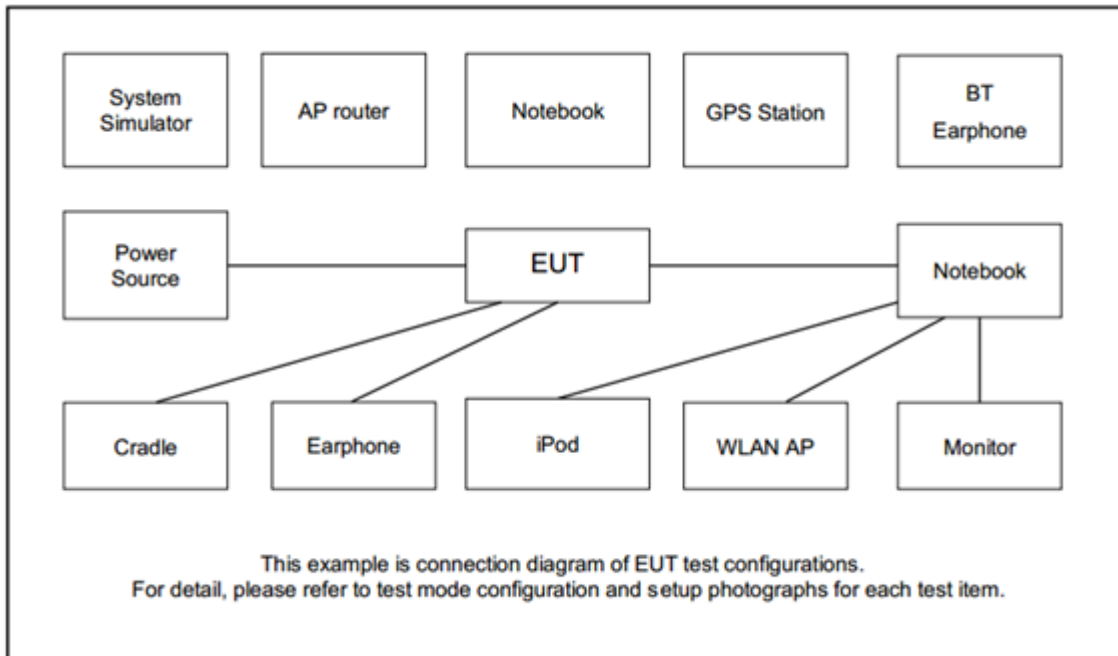 System
Simulator
AP router
Notebook
GPS Station
BT
Earphone
Power
Source
EUT
Notebook
Cradle
Earphone
iPod
WLAN AP
Monitor
This example is connection diagram of EUT test configurations.
For detail, please refer to test mode configuration and setup photographs for each test item.